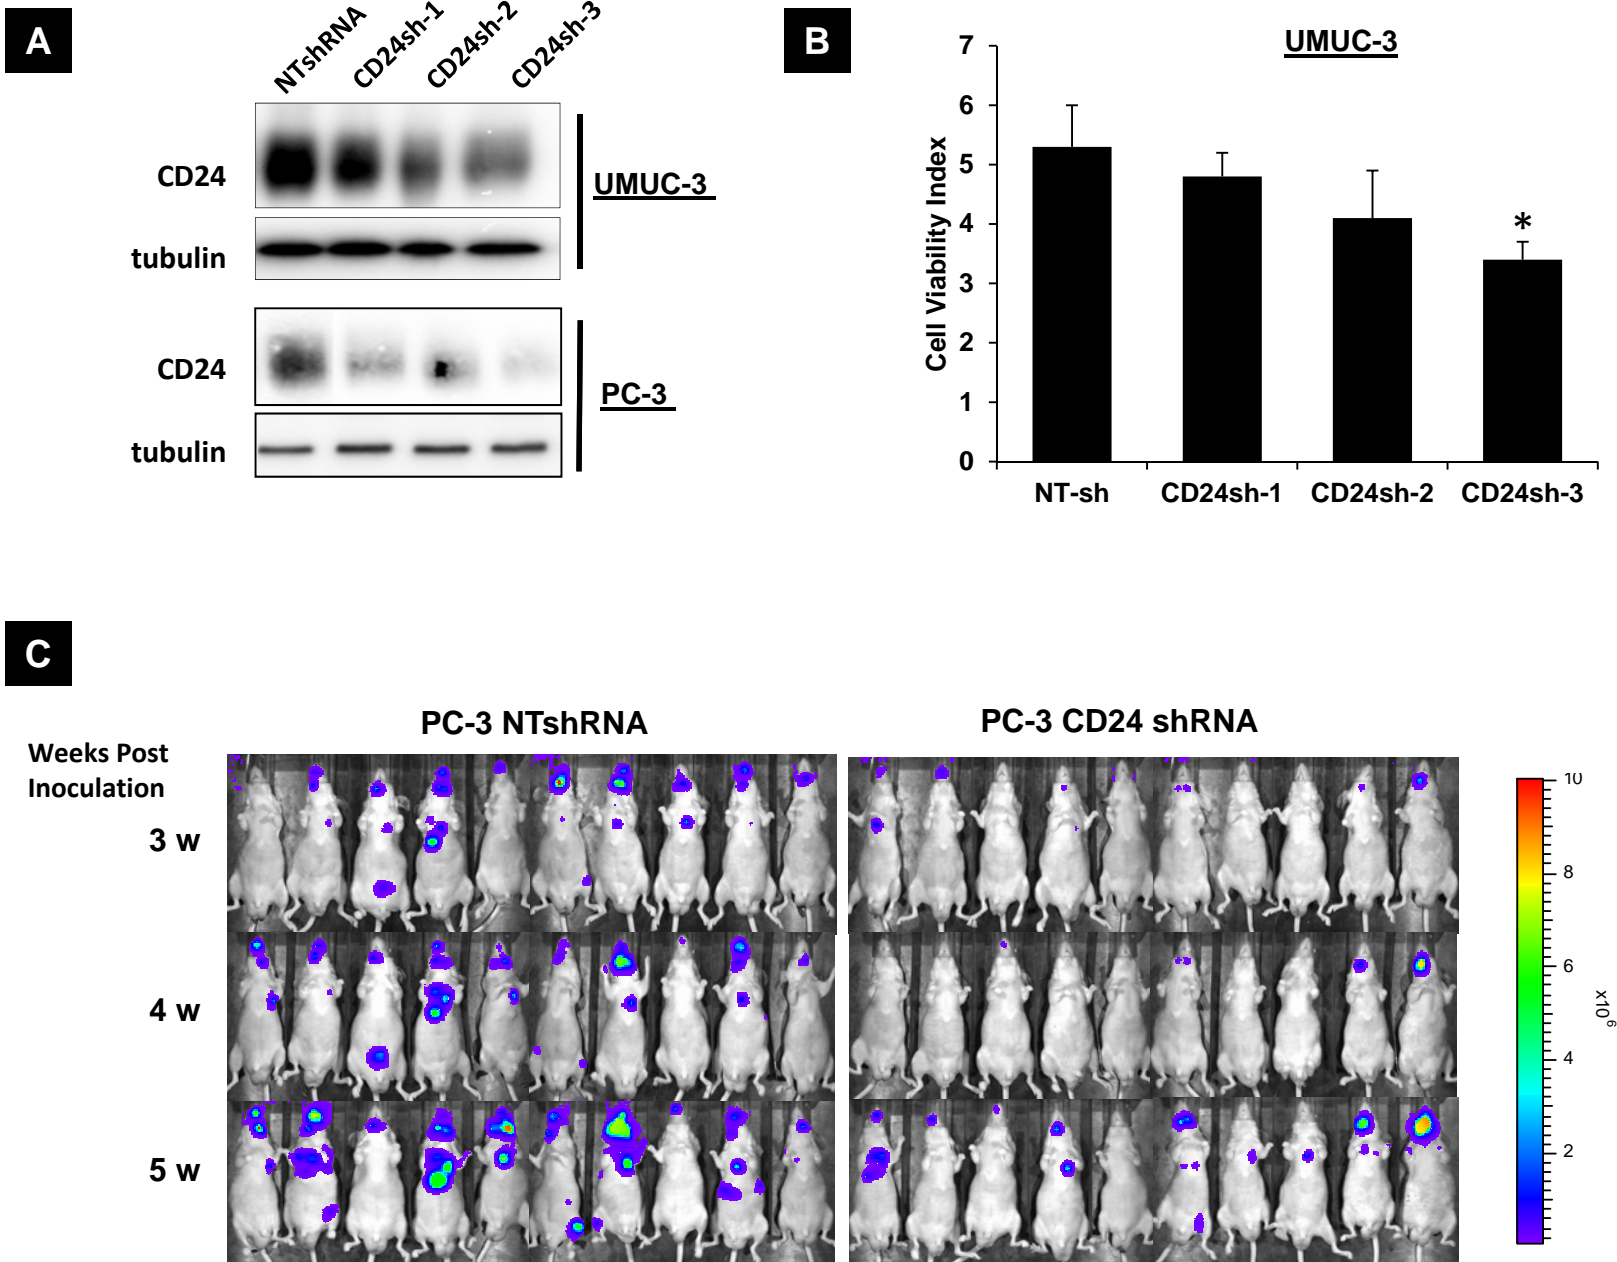 A
NTshRNA
CD24sh-1
CD24sh-2
CD24sh-3
CD24
tubulin
UMUC-3
CD24
tubulin
PC-3
B
UMUC-3
Cell Viability Index
7
6
5
4
3
2
1
0
*
NT-sh
CD24sh-1
CD24sh-2
CD24sh-3
C
PC-3 NTshRNA
PC-3 CD24 shRNA
Weeks Post
Inoculation
3 w
4 w
5 w
10
8
6
4
2
x10⁶